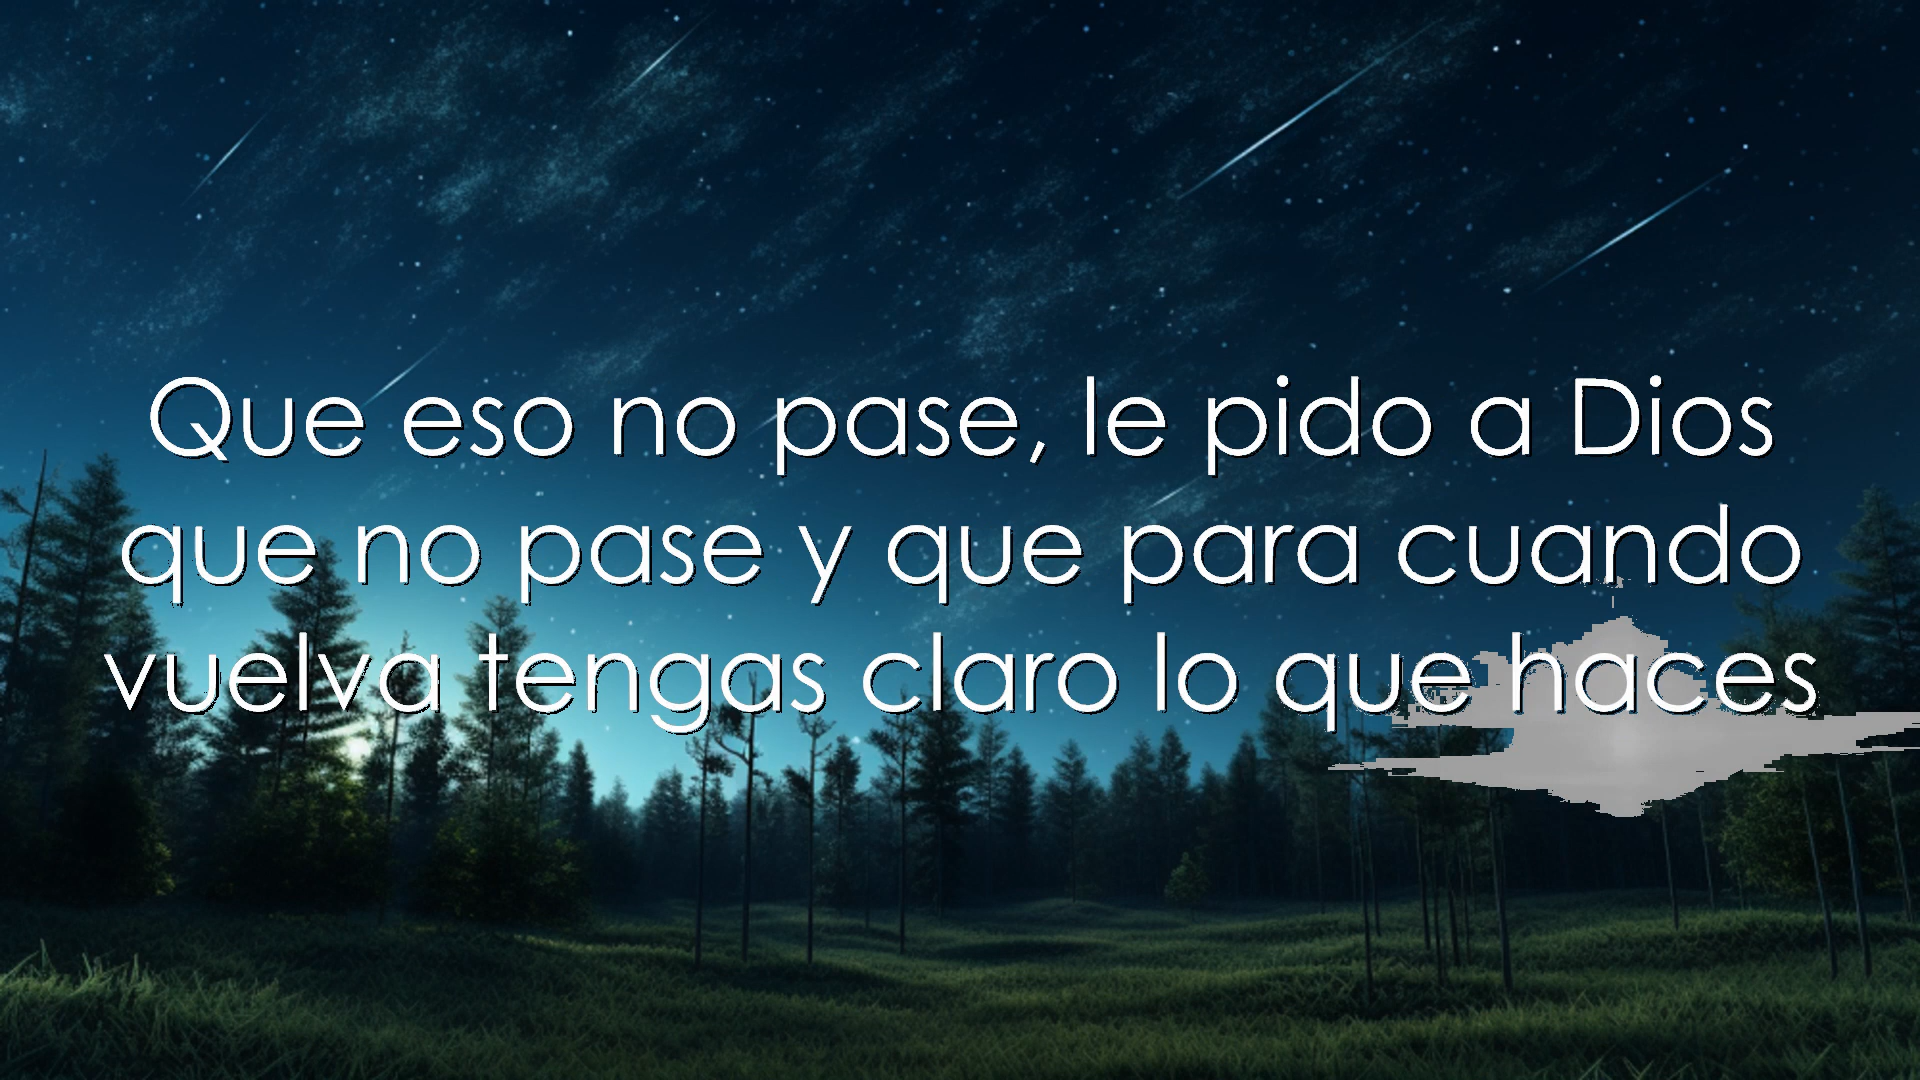 Que eso no pase, le pido a Dios
que no pase y que para cuando
vuelva tengas claro lo que haces